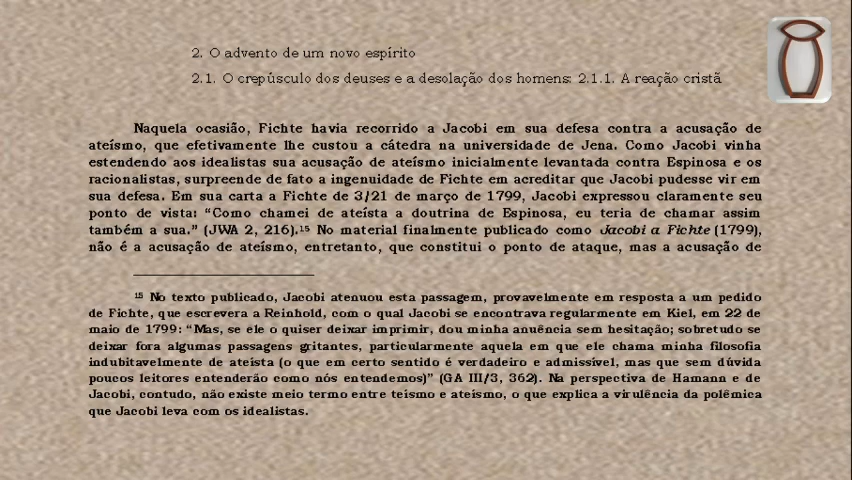 2. O advento de um novo espírito
2.1. O crepúsculo dos deuses e a desolação dos homens: 2.1.1. A reação cristã
Naquela ocasião, Fichte havia recorrido a Jacobi em sua defesa contra a acusação de
ateísmo, que efetivamente lhe custou a cátedra na universidade de Jena. Como Jacobi vinha
estendendo aos idealistas sua acusação de ateísmo inicialmente levantada contra Espinosa e os
racionalistas, surpreende de fato a ingenuidade de Fichte em acreditar que Jacobi pudesse vir em
sua defesa. Em sua carta a Fichte de 3/21 de março de 1799, Jacobi expressou claramente seu
ponto de vista: “Como chamei de ateísta a doutrina de Espinosa, eu teria de chamar assim
também a sua.” (JWA 2, 216).¹⁵ No material finalmente publicado como Jacobi a Fichte (1799),
não é a acusação de ateísmo, entretanto, que constitui o ponto de ataque, mas a acusação de
¹⁵ No texto publicado, Jacobi atenuou esta passagem, provavelmente em resposta a um pedido
de Fichte, que escrevera a Reinhold, com o qual Jacobi se encontrava regularmente em Kiel, em 22 de
maio de 1799: “Mas, se ele o quiser deixar imprimir, dou minha anuência sem hesitação; sobretudo se
deixar fora algumas passagens gritantes, particularmente aquela em que ele chama minha filosofia
indubitavelmente de ateísta (o que em certo sentido é verdadeiro e admissível, mas que sem dúvida
poucos leitores entenderão como nós entendemos)” (GA III/3, 362). Na perspectiva de Hamann e de
Jacobi, contudo, não existe meio termo entre teísmo e ateísmo, o que explica a virulência da polêmica
que Jacobi leva com os idealistas.